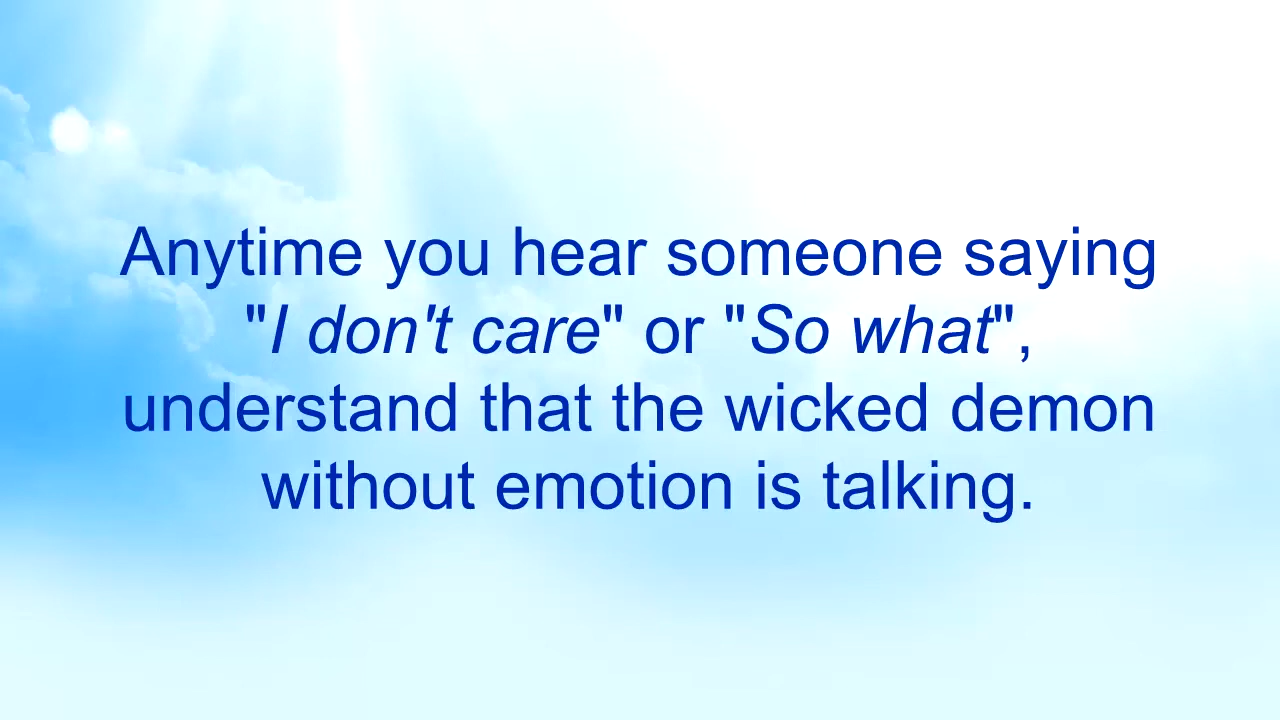 Anytime you hear someone saying
"I don't care" or "So what",
understand that the wicked demon
without emotion is talking.